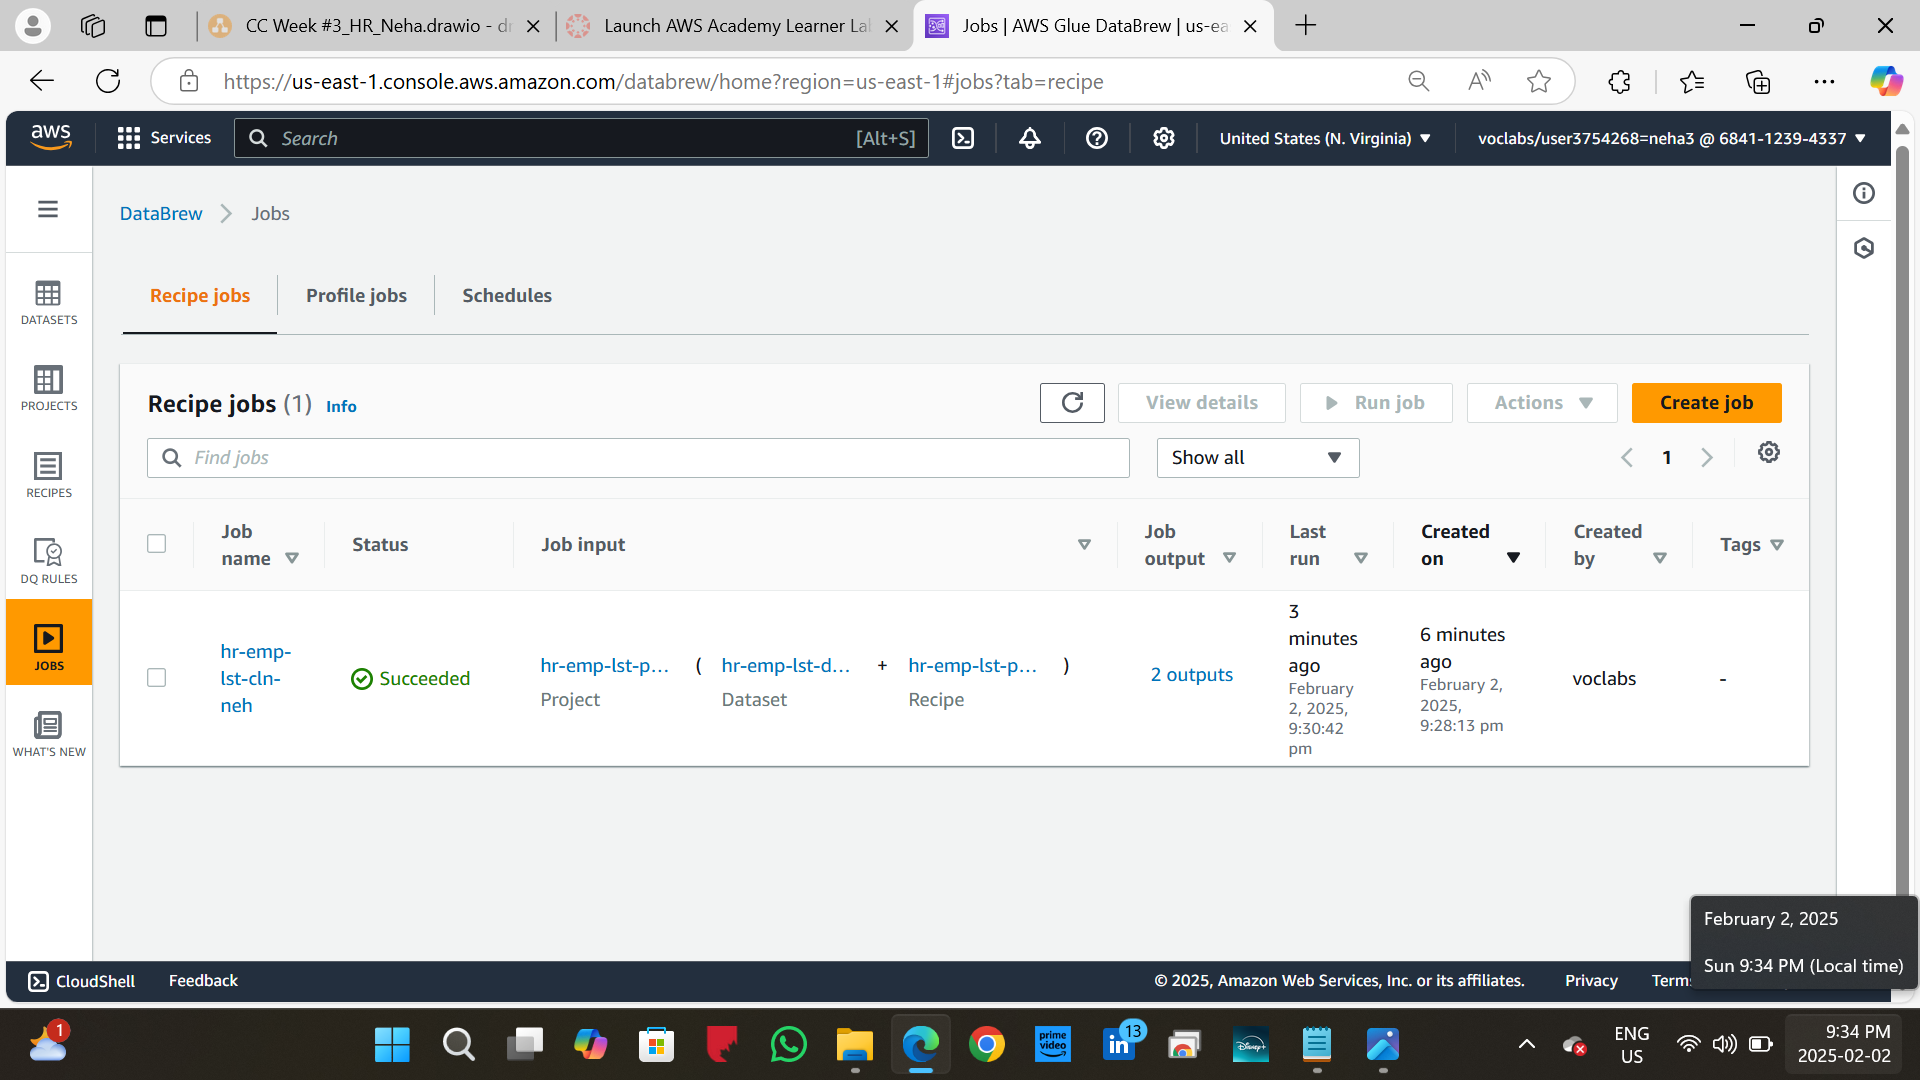 CC Week #3_HR_Neha.drawio - d
Launch AWS Academy Learner La
Jobs | AWS Glue DataBrew | us-ea
https://us-east-1.console.aws.amazon.com/databrew/home?region=us-east-1#jobs?tab=recipe
aws
Services
Search
[Alt+S]
United States (N. Virginia)
voclabs/user3754268=neha3 @ 6841-1239-4337
DataBrew
Jobs
DATASETS
PROJECTS
RECIPES
DQ RULES
JOBS
WHAT'S NEW
Recipe jobs
Profile jobs
Schedules
Recipe jobs (1) Info
View details
Run job
Actions
Create job
Find jobs
Show all
1
Job
name
Status
Job input
Job
output
Last
run
Created
on
Created
by
Tags
hr-emp-
lst-cln-
neh
Succeeded
hr-emp-lst-p...
Project
(
hr-emp-lst-d...
Dataset
+
hr-emp-lst-p...
Recipe
)
2 outputs
3
minutes
ago
February
2, 2025,
9:30:42
pm
6 minutes
ago
February 2,
2025,
9:28:13 pm
voclabs
-
February 2, 2025
Sun 9:34 PM (Local time)
CloudShell
Feedback
© 2025, Amazon Web Services, Inc. or its affiliates.
Privacy
Terms
1
prime
video
13
Disney+
ENG
US
9:34 PM
2025-02-02